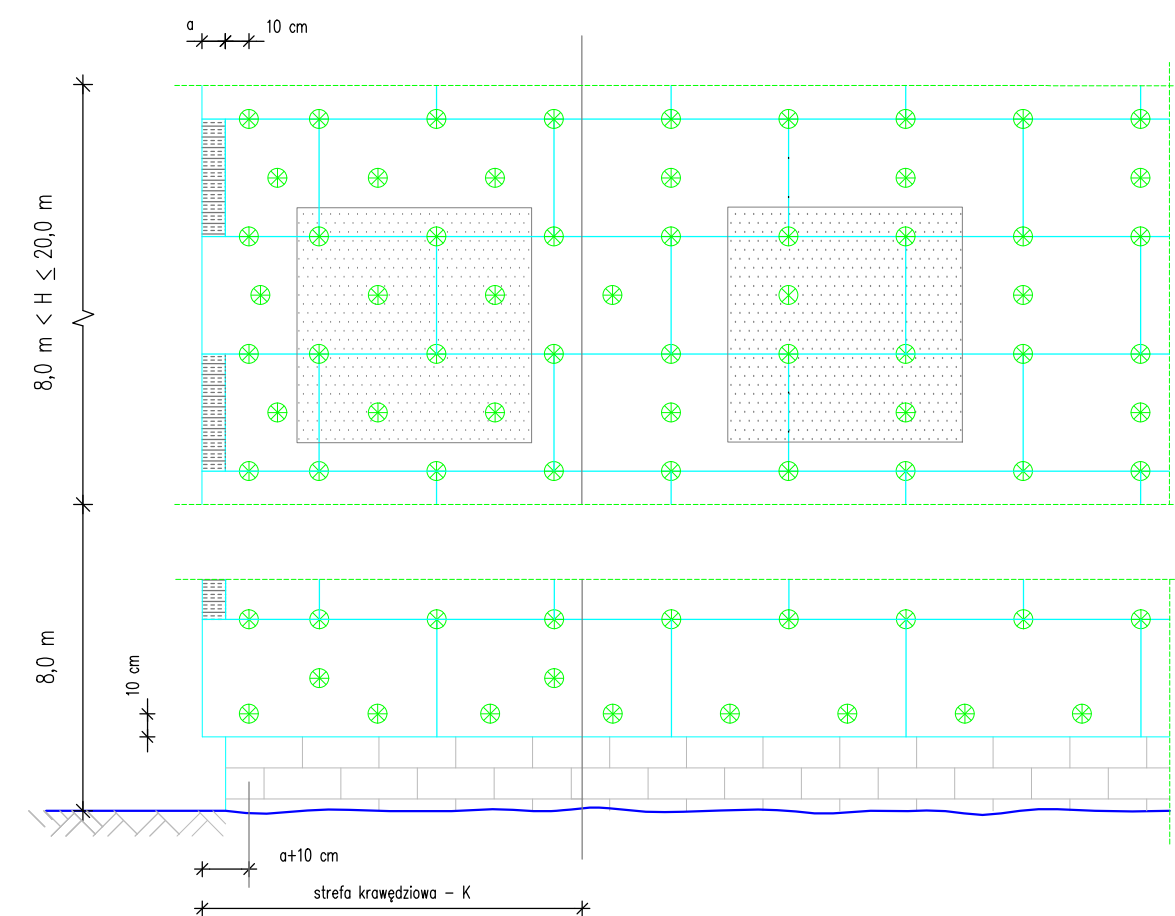 a
10 cm
8,0 m < H ≤ 20,0 m
8,0 m
10 cm
a+10 cm
strefa krawędziowa – K